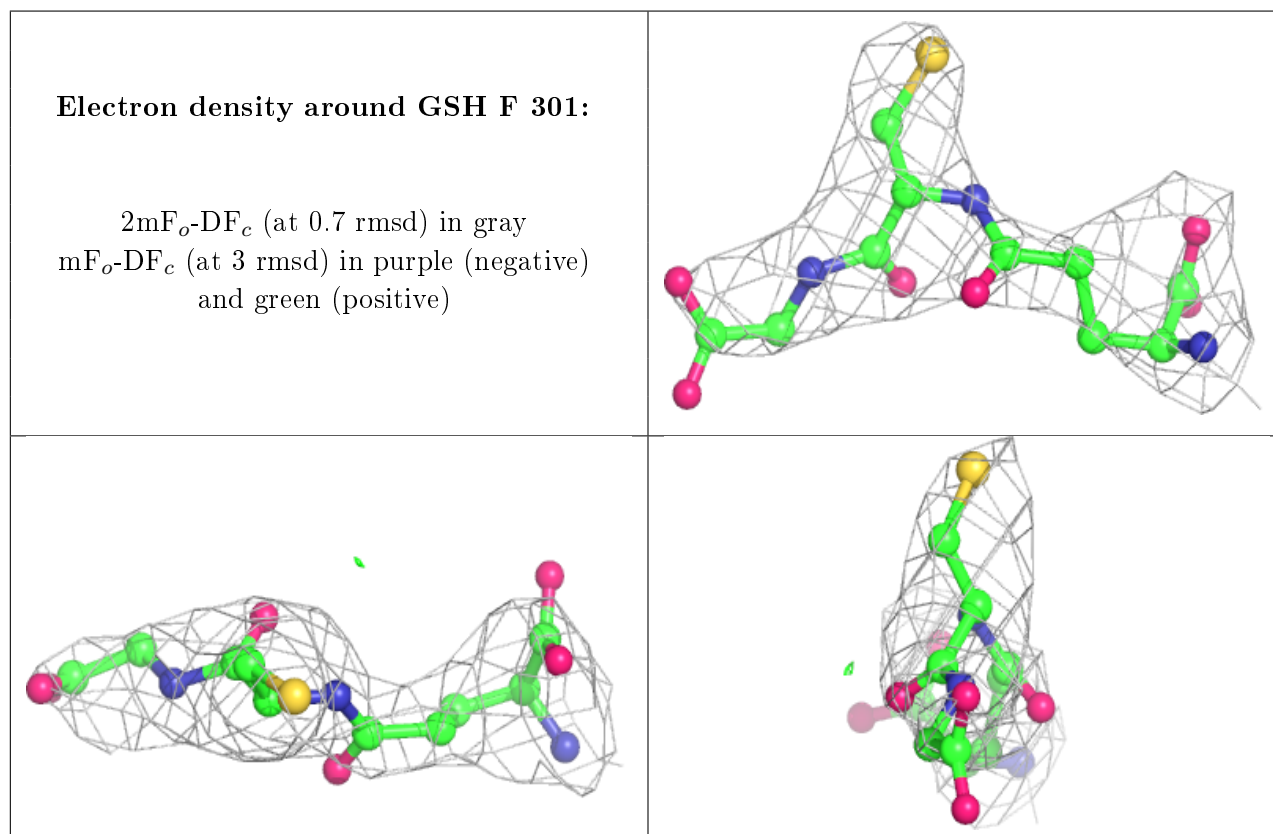 Electron density around GSH F 301:
2mFo-DFc (at 0.7 rmsd) in gray
mFo-DFc (at 3 rmsd) in purple (negative)
and green (positive)